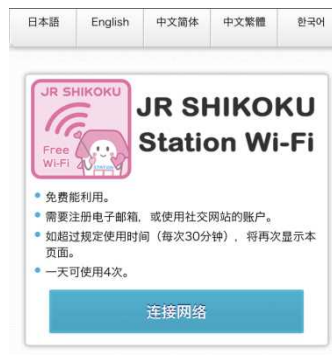 日本語 English 中文简体 中文繁體 한국어
JR SHIKOKU
Free
Wi-Fi
JR SHIKOKU
Station Wi-Fi
免费能利用。
需要注册电子邮箱，或使用社交网站的账户。
如超过规定使用时间（每次30分钟），将再次显示本
页面。
一天可使用4次。
连接网络